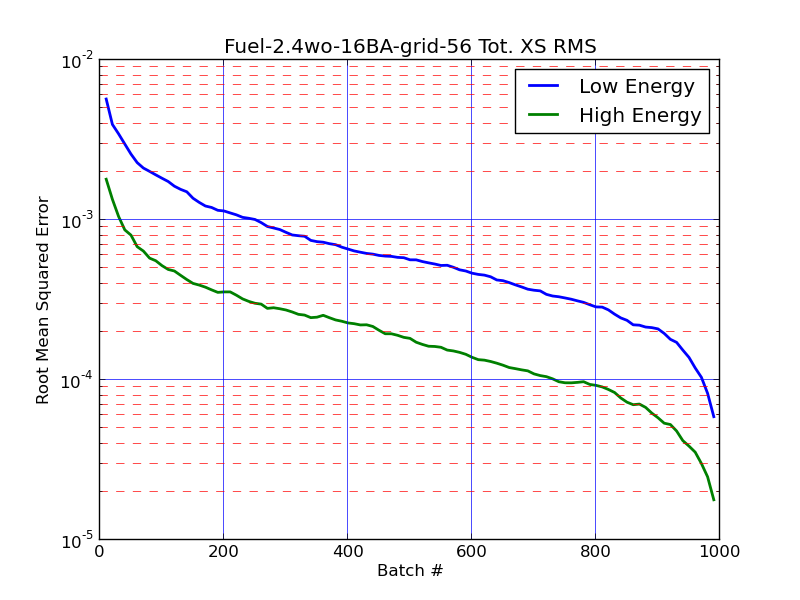 Fuel-2.4wo-16BA-grid-56 Tot. XS RMS
10^-2
10^-3
10^-4
10^-5
Root Mean Squared Error
Low Energy
High Energy
0 200 400 600 800 1000
Batch #